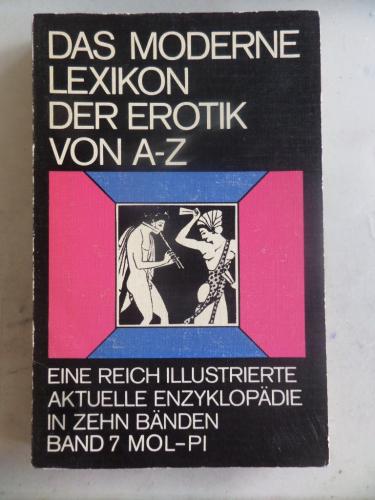 DAS MODERNE
LEXIKON
DER EROTIK
VON A-Z
EINE REICH ILLUSTRIERTE
AKTUELLE ENZYKLOPÄDIE
IN ZEHN BÄNDEN
BAND 7 MOL-PI